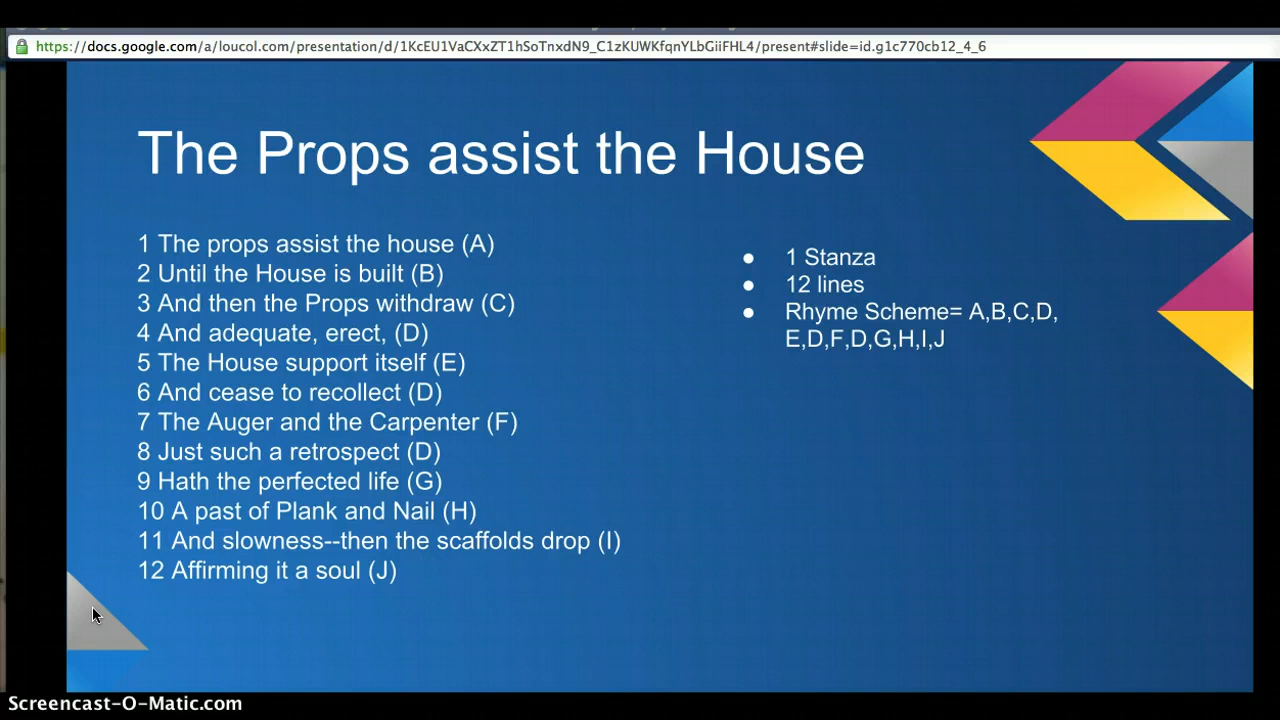 https://docs.google.com/a/loucol.com/presentation/d/1KcEU1VaCXxZT1hSoTnxdN9_C1zKUWKfqnYLbGiiFHL4/present#slide=id.g1c770cb12_4_6
The Props assist the House
1 The props assist the house (A)
2 Until the House is built (B)
3 And then the Props withdraw (C)
4 And adequate, erect, (D)
5 The House support itself (E)
6 And cease to recollect (D)
7 The Auger and the Carpenter (F)
8 Just such a retrospect (D)
9 Hath the perfected life (G)
10 A past of Plank and Nail (H)
11 And slowness--then the scaffolds drop (I)
12 Affirming it a soul (J)
● 1 Stanza
● 12 lines
● Rhyme Scheme= A,B,C,D,
E,D,F,D,G,H,I,J
Screencast-O-Matic.com